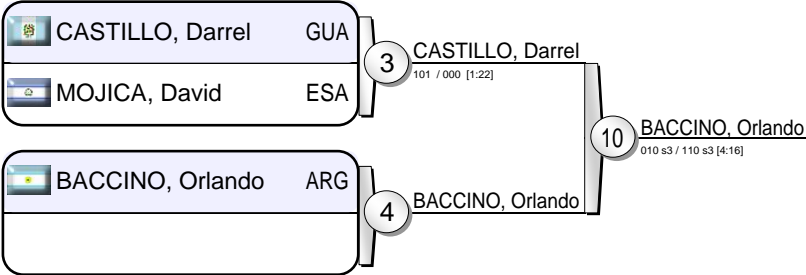 CASTILLO, Darrel GUA
MOJICA, David ESA
3
CASTILLO, Darrel
101 / 000 [1:22]
BACCINO, Orlando ARG
4
BACCINO, Orlando
10
BACCINO, Orlando
010 s3 / 110 s3 [4:16]